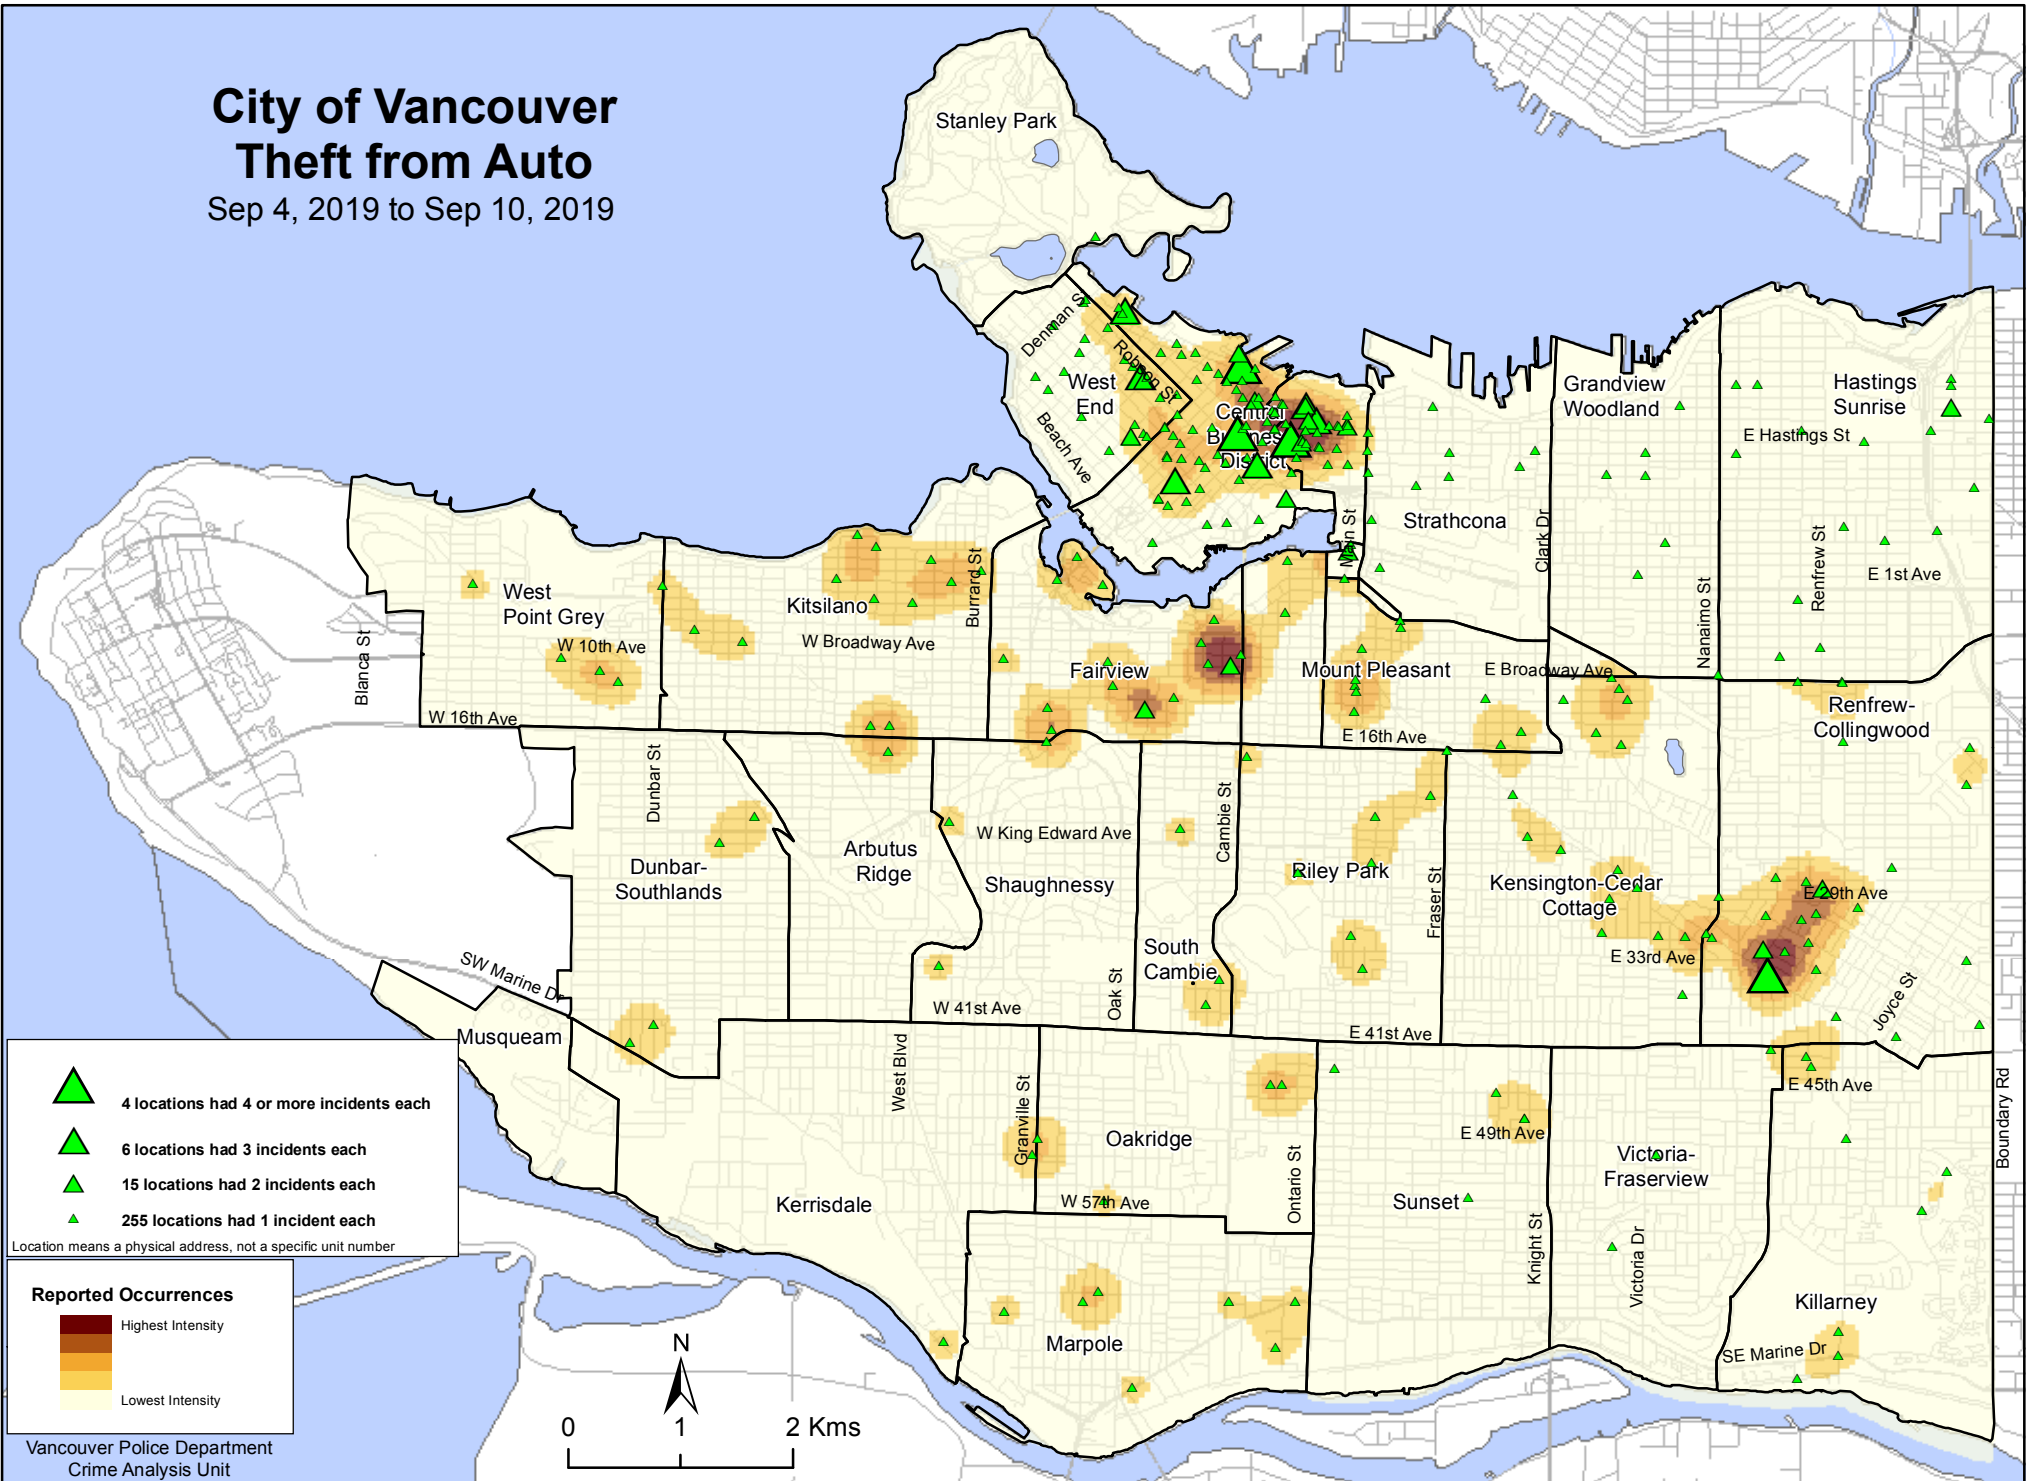 City of Vancouver
Theft from Auto
Sep 4, 2019 to Sep 10, 2019
Stanley Park
Denman St
Robson St
West
End
Beach Ave
Central
Business
District
Main St
Strathcona
Clark Dr
Grandview
Woodland
Nanaimo St
Hastings
Sunrise
E Hastings St
Renfrew St
E 1st Ave
West
Point Grey
W 10th Ave
Blanca St
W 16th Ave
Kitsilano
W Broadway Ave
Burrard St
Fairview
Mount Pleasant
E Broadway Ave
E 16th Ave
Renfrew-
Collingwood
Dunbar St
Dunbar-
Southlands
Arbutus
Ridge
W King Edward Ave
Shaughnessy
Cambie St
Riley Park
Fraser St
Kensington-Cedar
Cottage
E 29th Ave
E 33rd Ave
South
Cambie
Oak St
W 41st Ave
E 41st Ave
Joyce St
SW Marine Dr
Musqueam
West Blvd
Granville St
Oakridge
W 57th Ave
Ontario St
Kerrisdale
Sunset
E 49th Ave
Knight St
Victoria-
Fraserview
Victoria Dr
E 45th Ave
Boundary Rd
Killarney
SE Marine Dr
Marpole
4 locations had 4 or more incidents each
6 locations had 3 incidents each
15 locations had 2 incidents each
255 locations had 1 incident each
Location means a physical address, not a specific unit number
Reported Occurrences
Highest Intensity
Lowest Intensity
Vancouver Police Department
Crime Analysis Unit
N
0 1 2 Kms